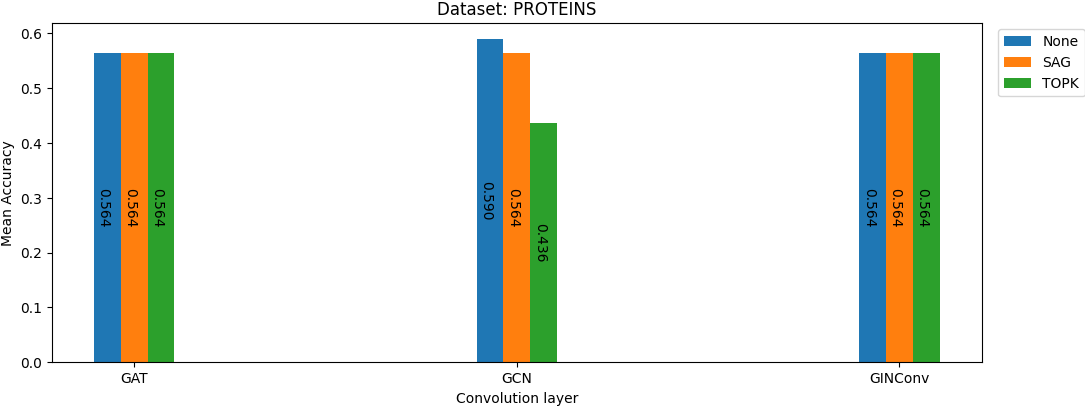 Dataset: PROTEINS
None
SAG
TOPK
Mean Accuracy
0.6
0.5
0.4
0.3
0.2
0.1
0.0
0.564
0.564
0.564
0.590
0.564
0.436
0.564
0.564
0.564
GAT
GCN
GINConv
Convolution layer